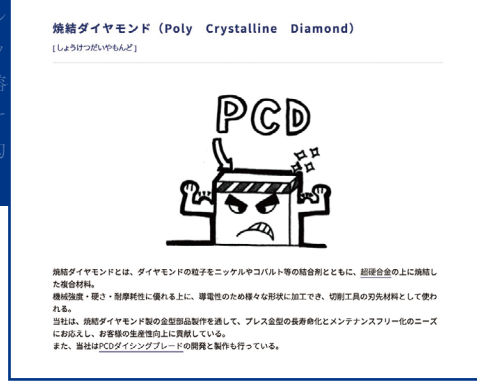 焼結ダイヤモンド（Poly　Crystalline　Diamond）
[しょうけつだいやもんど]
PCD
焼結ダイヤモンドとは、ダイヤモンドの粒子をニッケルやコバルト等の結合剤とともに、超硬合金の上に焼結し
た複合材料。
機械強度・硬さ・耐摩耗性に優れる上に、導電性のため様々な形状に加工でき、切削工具の刃先材料として使わ
れる。
当社は、焼結ダイヤモンド製の金型部品製作を通して、プレス金型の長寿命化とメンテナンスフリー化のニーズ
にお応えし、お客様の生産性向上に貢献している。
また、当社はPCDダイシングブレードの開発と製作も行っている。